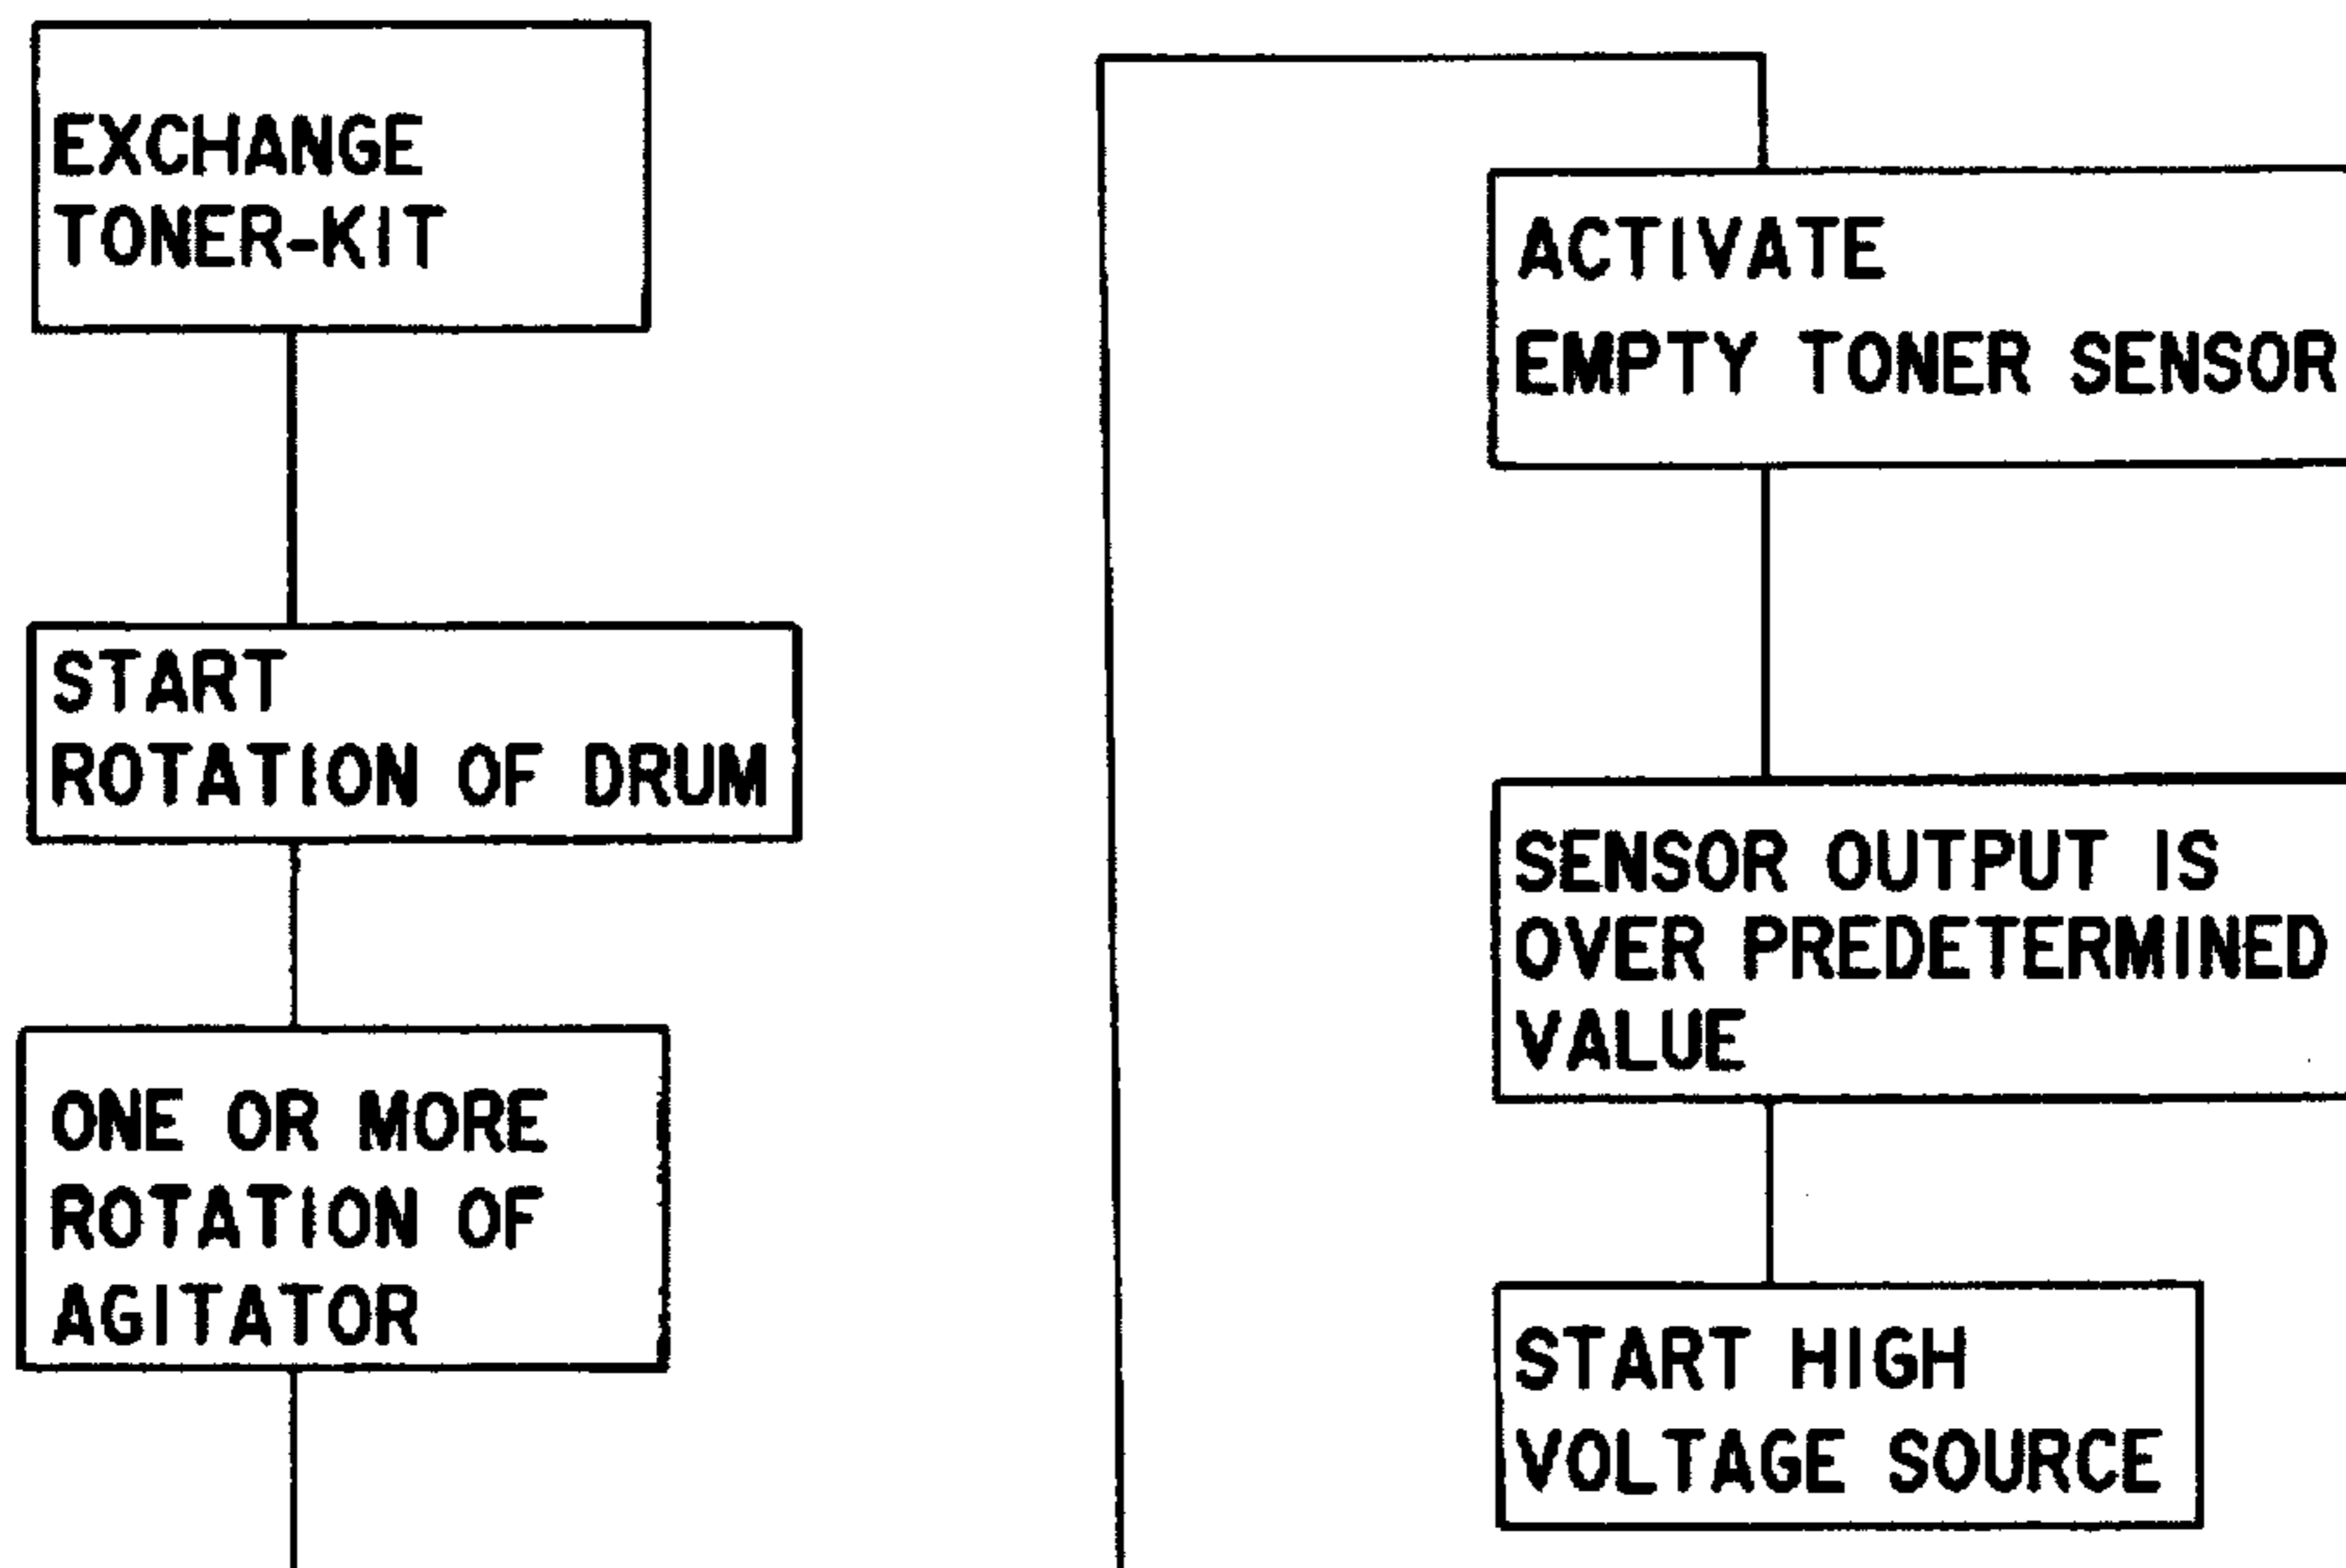 EXCHANGE
TONER-KIT
START
ROTATION OF DRUM
ONE OR MORE
ROTATION OF
AGITATOR
ACTIVATE
EMPTY TONER SENSOR
SENSOR OUTPUT IS
OVER PREDETERMINED
VALUE
START HIGH
VOLTAGE SOURCE